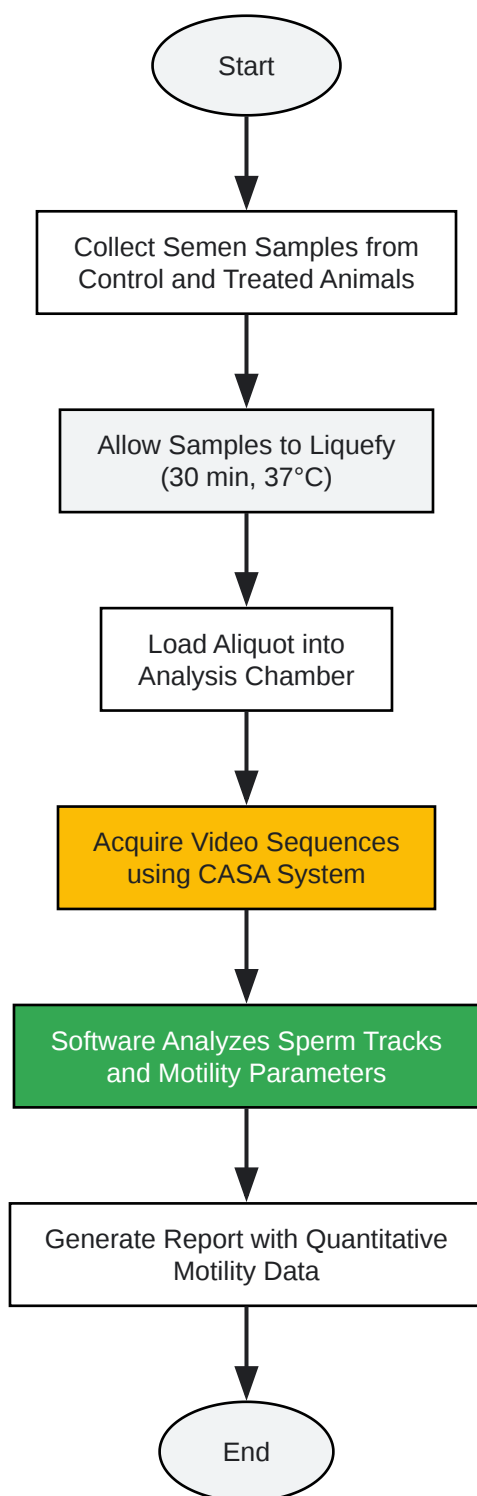 Start
Collect Semen Samples from
Control and Treated Animals
Allow Samples to Liquefy
(30 min, 37°C)
Load Aliquot into
Analysis Chamber
Acquire Video Sequences
using CASA System
Software Analyzes Sperm Tracks
and Motility Parameters
Generate Report with Quantitative
Motility Data
End